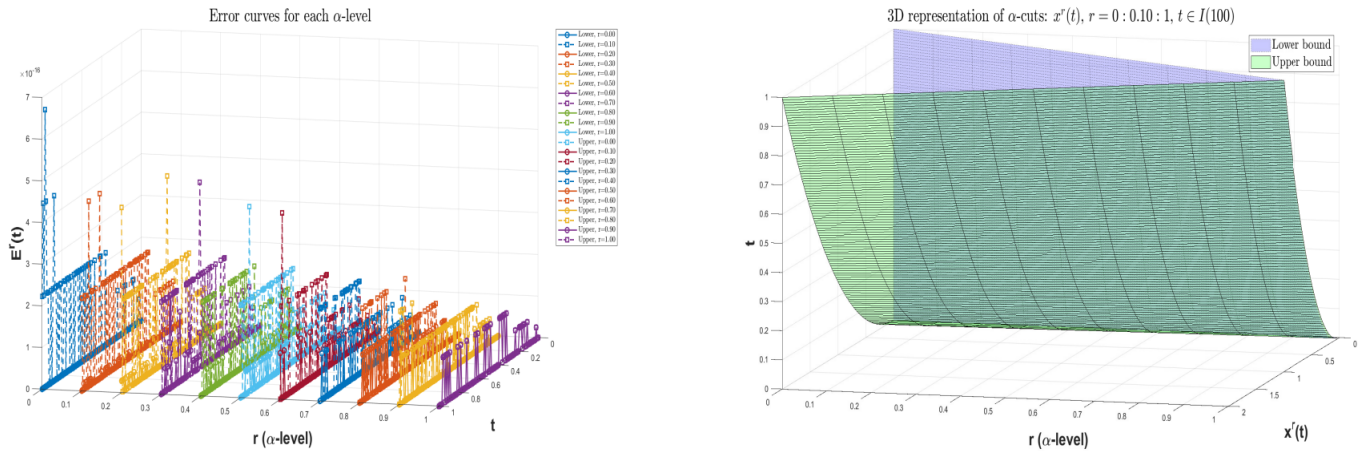 Error curves for each α-level
×10⁻¹⁶
7
6
5
4
3
2
1
0
E^r(t)
0
0.1
0.2
0.3
0.4
0.5
0.6
0.7
0.8
0.9
1
r (α-level)
1
0.8
0.6
0.4
0.2
0
t
Lower, r=0.00
Lower, r=0.10
Lower, r=0.20
Lower, r=0.30
Lower, r=0.40
Lower, r=0.50
Lower, r=0.60
Lower, r=0.70
Lower, r=0.80
Lower, r=0.90
Lower, r=1.00
Upper, r=0.00
Upper, r=0.10
Upper, r=0.20
Upper, r=0.30
Upper, r=0.40
Upper, r=0.50
Upper, r=0.60
Upper, r=0.70
Upper, r=0.80
Upper, r=0.90
Upper, r=1.00
3D representation of α-cuts: x^r(t), r = 0 : 0.10 : 1, t ∈ I(100)
Lower bound
Upper bound
1
0.9
0.8
0.7
0.6
0.5
0.4
0.3
0.2
0.1
0
t
0
0.1
0.2
0.3
0.4
0.5
0.6
0.7
0.8
0.9
1
r (α-level)
2
1.5
1
0.5
0
x^r(t)